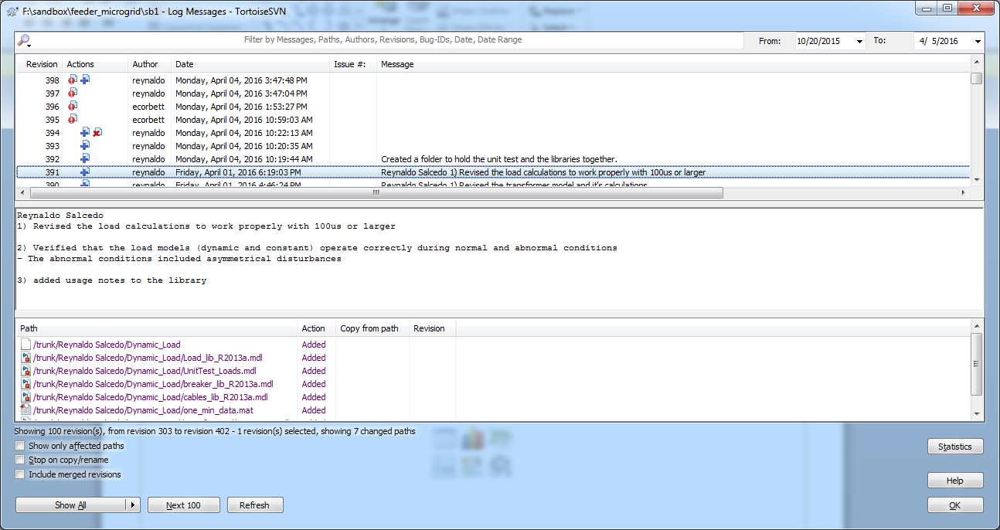 F:\sandbox\feeder_microgrid\sb1 - Log Messages - TortoiseSVN
Filter by Messages, Paths, Authors, Revisions, Bug-IDs, Date, Date Range From: 10/20/2015 To: 4/ 5/2016
Revision Actions Author Date Issue #: Message
398 reynaldo Monday, April 04, 2016 3:47:48 PM
397 reynaldo Monday, April 04, 2016 3:47:04 PM
396 ecorbett Monday, April 04, 2016 1:53:27 PM
395 ecorbett Monday, April 04, 2016 10:59:03 AM
394 reynaldo Monday, April 04, 2016 10:22:13 AM
393 reynaldo Monday, April 04, 2016 10:20:35 AM
392 reynaldo Monday, April 04, 2016 10:19:44 AM Created a folder to hold the unit test and the libraries together.
391 reynaldo Friday, April 01, 2016 6:19:03 PM Reynaldo Salcedo 1) Revised the load calculations to work properly with 100us or larger
390 reynaldo Friday, April 01, 2016 4:46:24 PM Reynaldo Salcedo 1) Revised the transformer model and it's calculations
Reynaldo Salcedo
1) Revised the load calculations to work properly with 100us or larger
2) Verified that the load models (dynamic and constant) operate correctly during normal and abnormal conditions
- The abnormal conditions included asymmetrical disturbances
3) added usage notes to the library
Path Action Copy from path Revision
/trunk/Reynaldo Salcedo/Dynamic_Load Added
/trunk/Reynaldo Salcedo/Dynamic_Load/Load_lib_R2013a.mdl Added
/trunk/Reynaldo Salcedo/Dynamic_Load/UnitTest_Loads.mdl Added
/trunk/Reynaldo Salcedo/Dynamic_Load/breaker_lib_R2013a.mdl Added
/trunk/Reynaldo Salcedo/Dynamic_Load/cables_lib_R2013a.mdl Added
/trunk/Reynaldo Salcedo/Dynamic_Load/one_min_data.mat Added
Showing 100 revision(s), from revision 303 to revision 402 - 1 revision(s) selected, showing 7 changed paths
Show only affected paths
Stop on copy/rename
Include merged revisions
Statistics
Help
Show All Next 100 Refresh OK